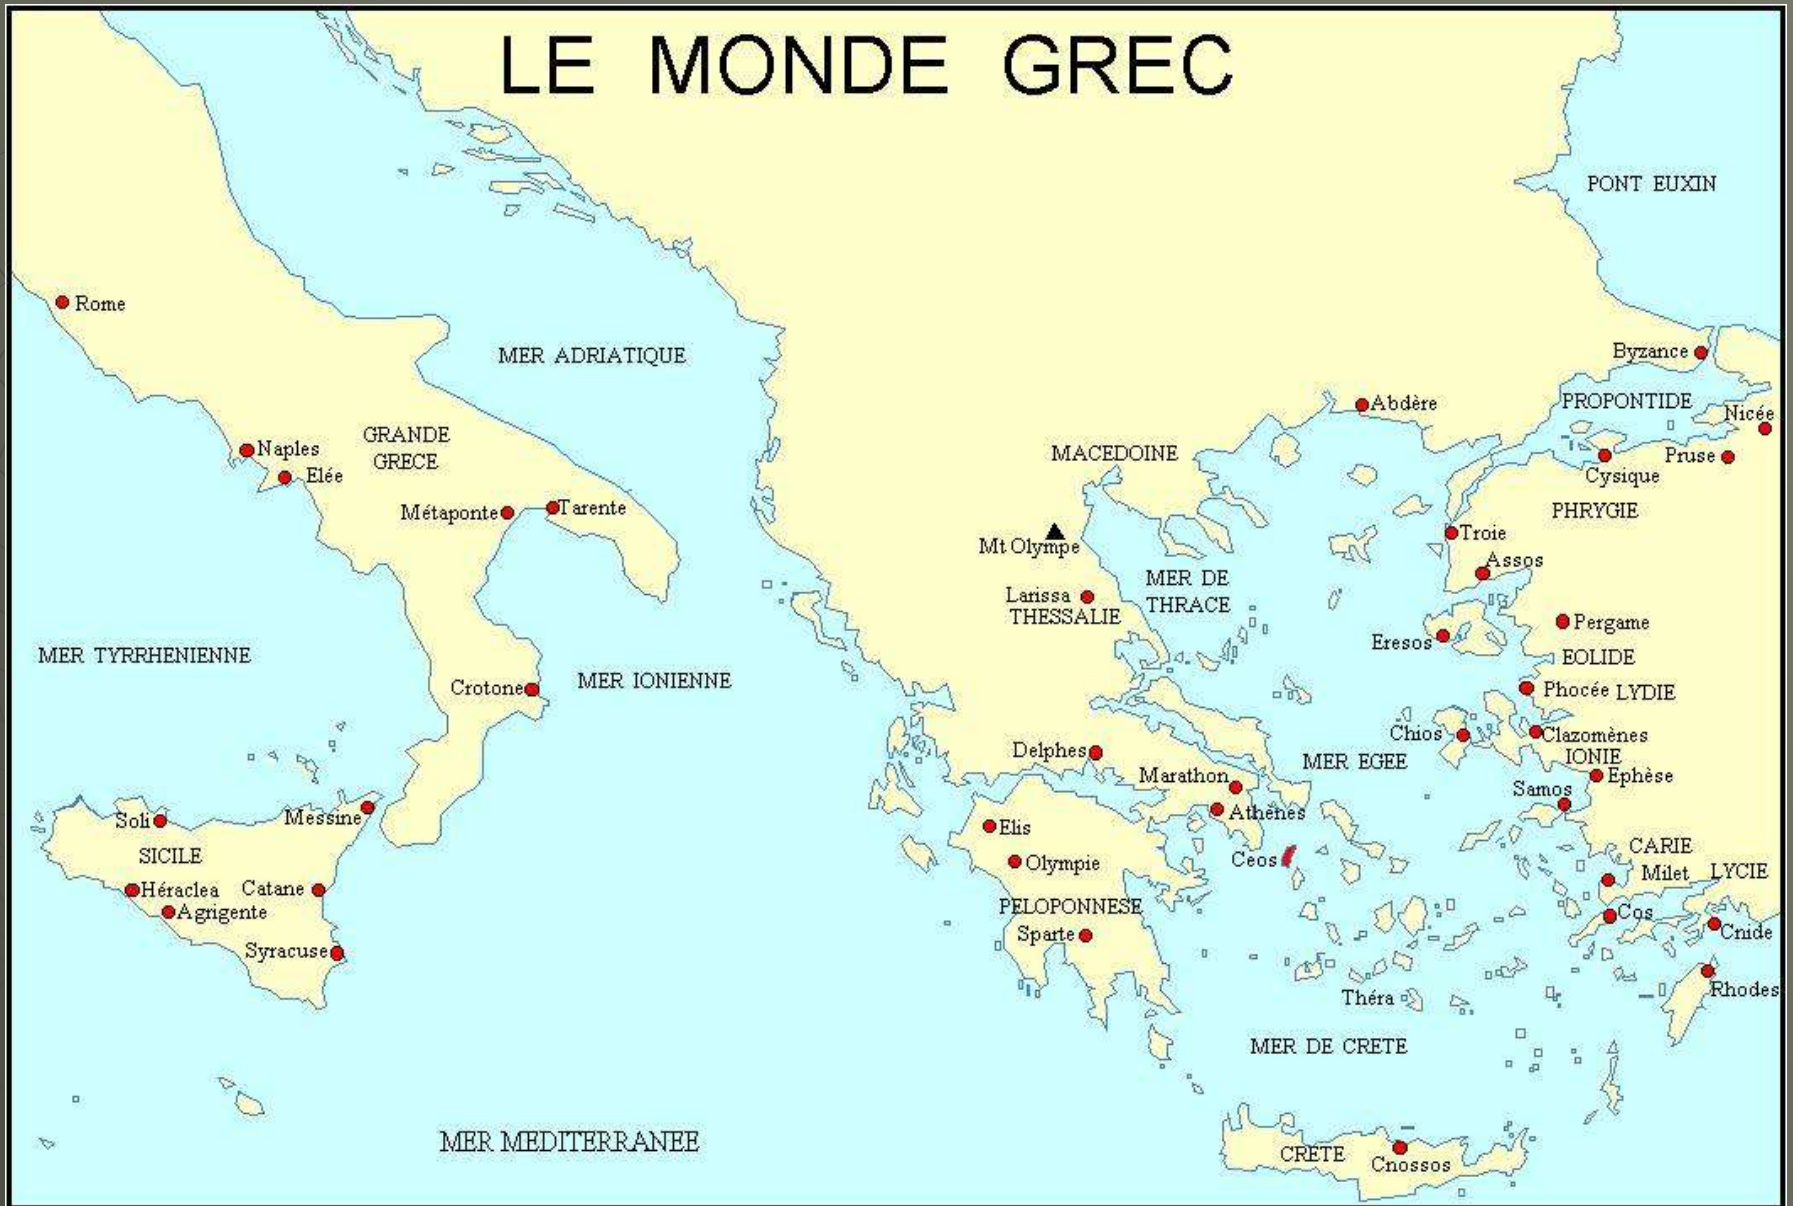 LE MONDE GREC
PONT EUXIN
Rome
MER ADRIATIQUE
Byzance
PROPONTIDE
Abdère
Nicée
GRANDE
GRECE
Naples
Elée
MACEDOINE
Pruse
Cysique
Métaponte
Tarente
PHRYGIE
Mt Olympe
Troie
Assos
MER DE
THRACE
Larissa
THESSALIE
Pergame
Eresos
EOLIDE
MER TYRRHENIENNE
MER IONIENNE
Crotone
Phocée
LYDIE
Chios
Clazomènes
Delphes
MER EGEE
IONIE
Marathon
Ephèse
Samos
Soli
Messine
Athènes
Elis
SICILE
Ceos
Olympie
CARIE
Milet
LYCIE
Héraclea
Catane
Agrigente
PELOPONNESE
Cos
Sparte
Cnide
Syracuse
Théra
Rhodes
MER DE CRETE
MER MEDITERRANEE
CRETE
Cnossos